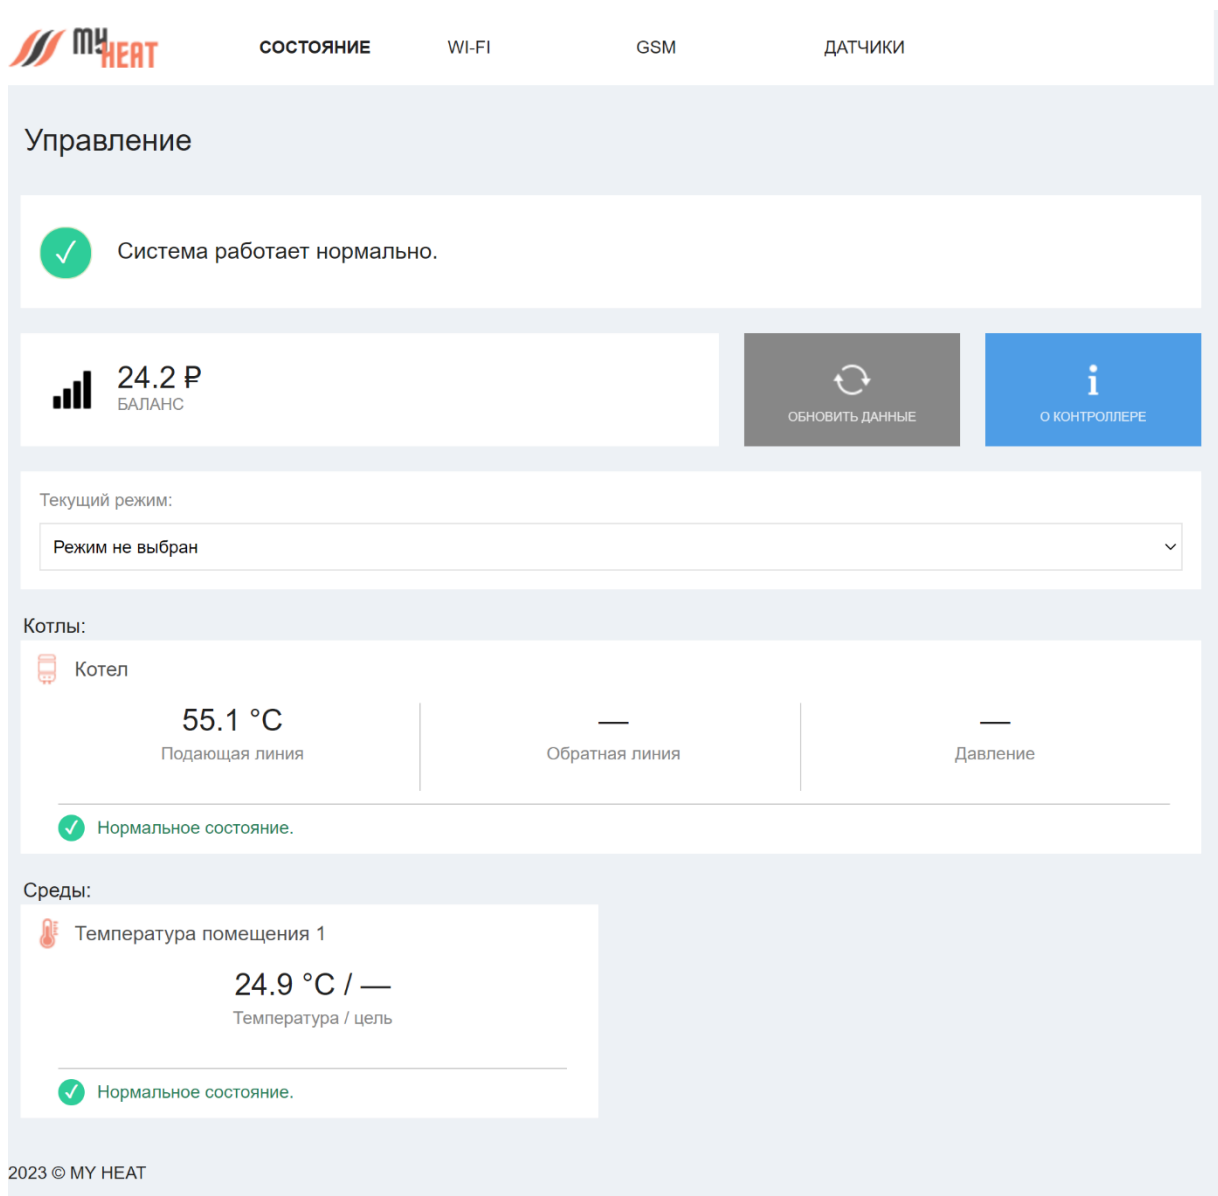 MY HEAT
СОСТОЯНИЕ WI-FI GSM ДАТЧИКИ
Управление
Система работает нормально.
24.2 ₽
БАЛАНС
ОБНОВИТЬ ДАННЫЕ
i
О КОНТРОЛЛЕРЕ
Текущий режим:
Режим не выбран
Котлы:
Котел
55.1 °C — —
Подающая линия Обратная линия Давление
Нормальное состояние.
Среды:
Температура помещения 1
24.9 °C / —
Температура / цель
Нормальное состояние.
2023 © MY HEAT